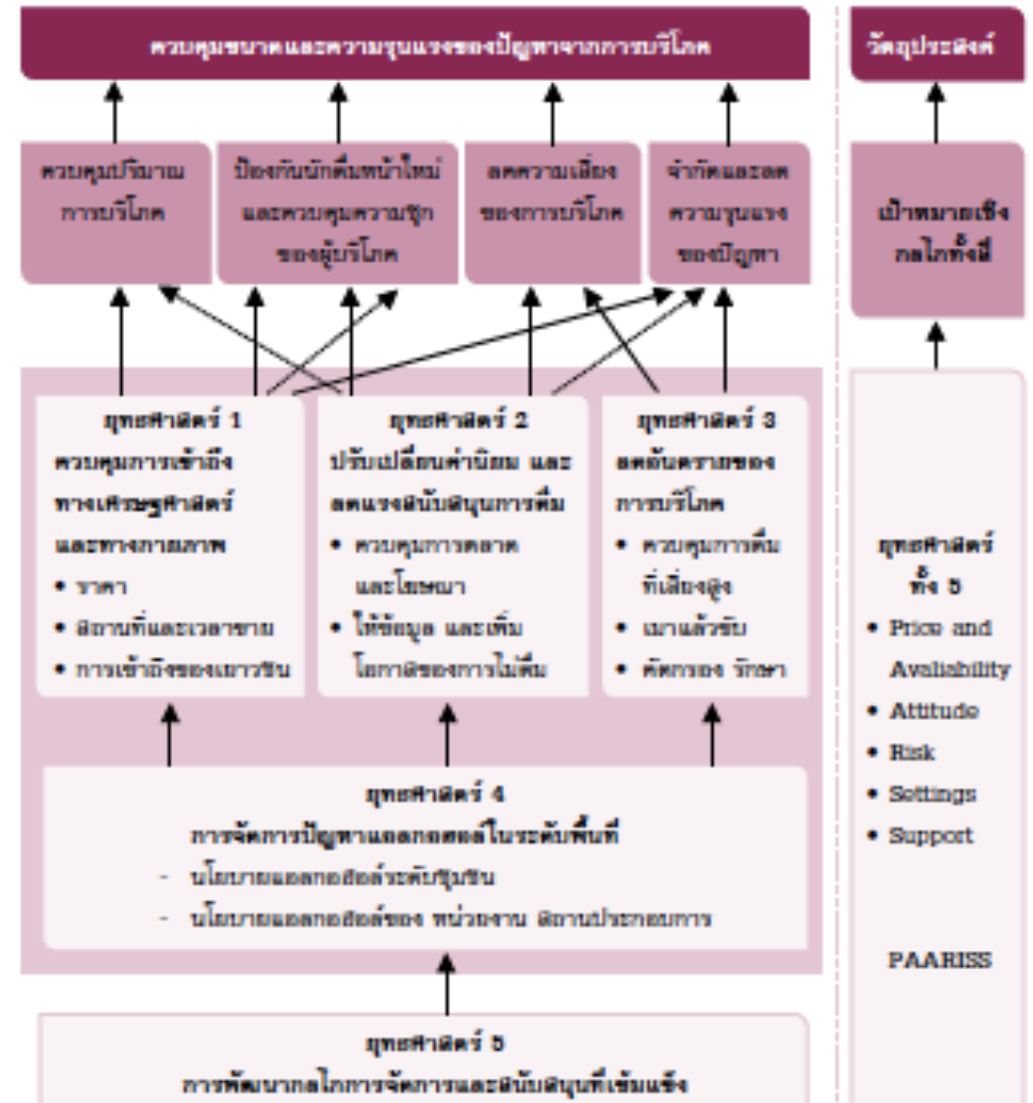 ควบคุมขนาดและความรุนแรงของปัญหาจากการบริโภค
วัตถุประสงค์
ควบคุมปริมาณ
การบริโภค
ป้องกันนักดื่มหน้าใหม่
และควบคุมความชุก
ของผู้บริโภค
ลดความเสี่ยง
ของการบริโภค
จำกัดและลด
ความรุนแรง
ของปัญหา
เป้าหมายเชิง
กลไกทั้งสี่
ยุทธศาสตร์ 1
ควบคุมการเข้าถึง
ทางเศรษฐศาสตร์
และทางกายภาพ
• ราคา
• สถานที่และเวลาขาย
• การเข้าถึงของเยาวชน
ยุทธศาสตร์ 2
ปรับเปลี่ยนค่านิยม และ
ลดแรงสนับสนุนการดื่ม
• ควบคุมการตลาด
และโฆษณา
• ให้ข้อมูล และเพิ่ม
โอกาสของการไม่ดื่ม
ยุทธศาสตร์ 3
ลดอันตรายของ
การบริโภค
• ควบคุมการดื่ม
ที่เสี่ยงสูง
• เมาแล้วขับ
• คัดกรอง รักษา
ยุทธศาสตร์ 4
การจัดการปัญหาแอลกอฮอล์ในระดับพื้นที่
- นโยบายแอลกอฮอล์ระดับชุมชน
- นโยบายแอลกอฮอล์ของ หน่วยงาน สถานประกอบการ
ยุทธศาสตร์ 5
การพัฒนากลไกการจัดการและสนับสนุนที่เข้มแข็ง
ยุทธศาสตร์
ทั้ง 5
• Price and
Avaliability
• Attitude
• Risk
• Settings
• Support
PAARISS